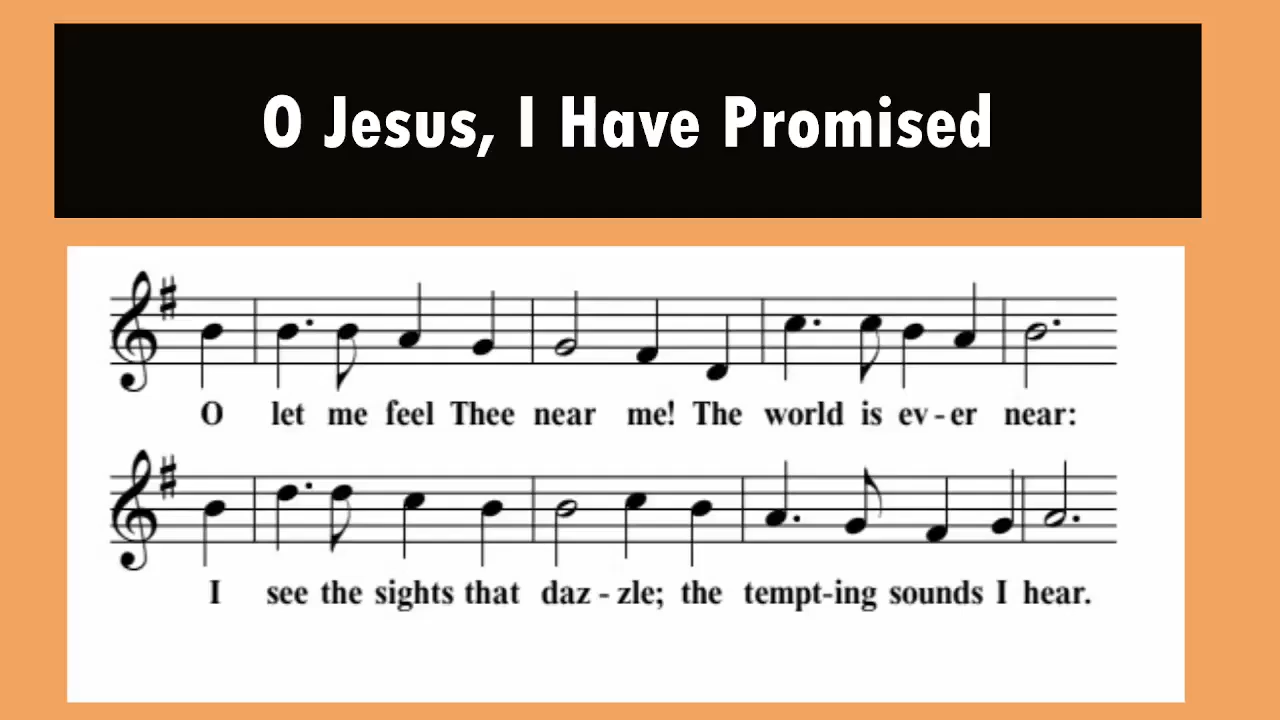 O Jesus, I Have Promised
O let me feel Thee near me! The world is ev - er near:
I see the sights that daz - zle; the tempt-ing sounds I hear.